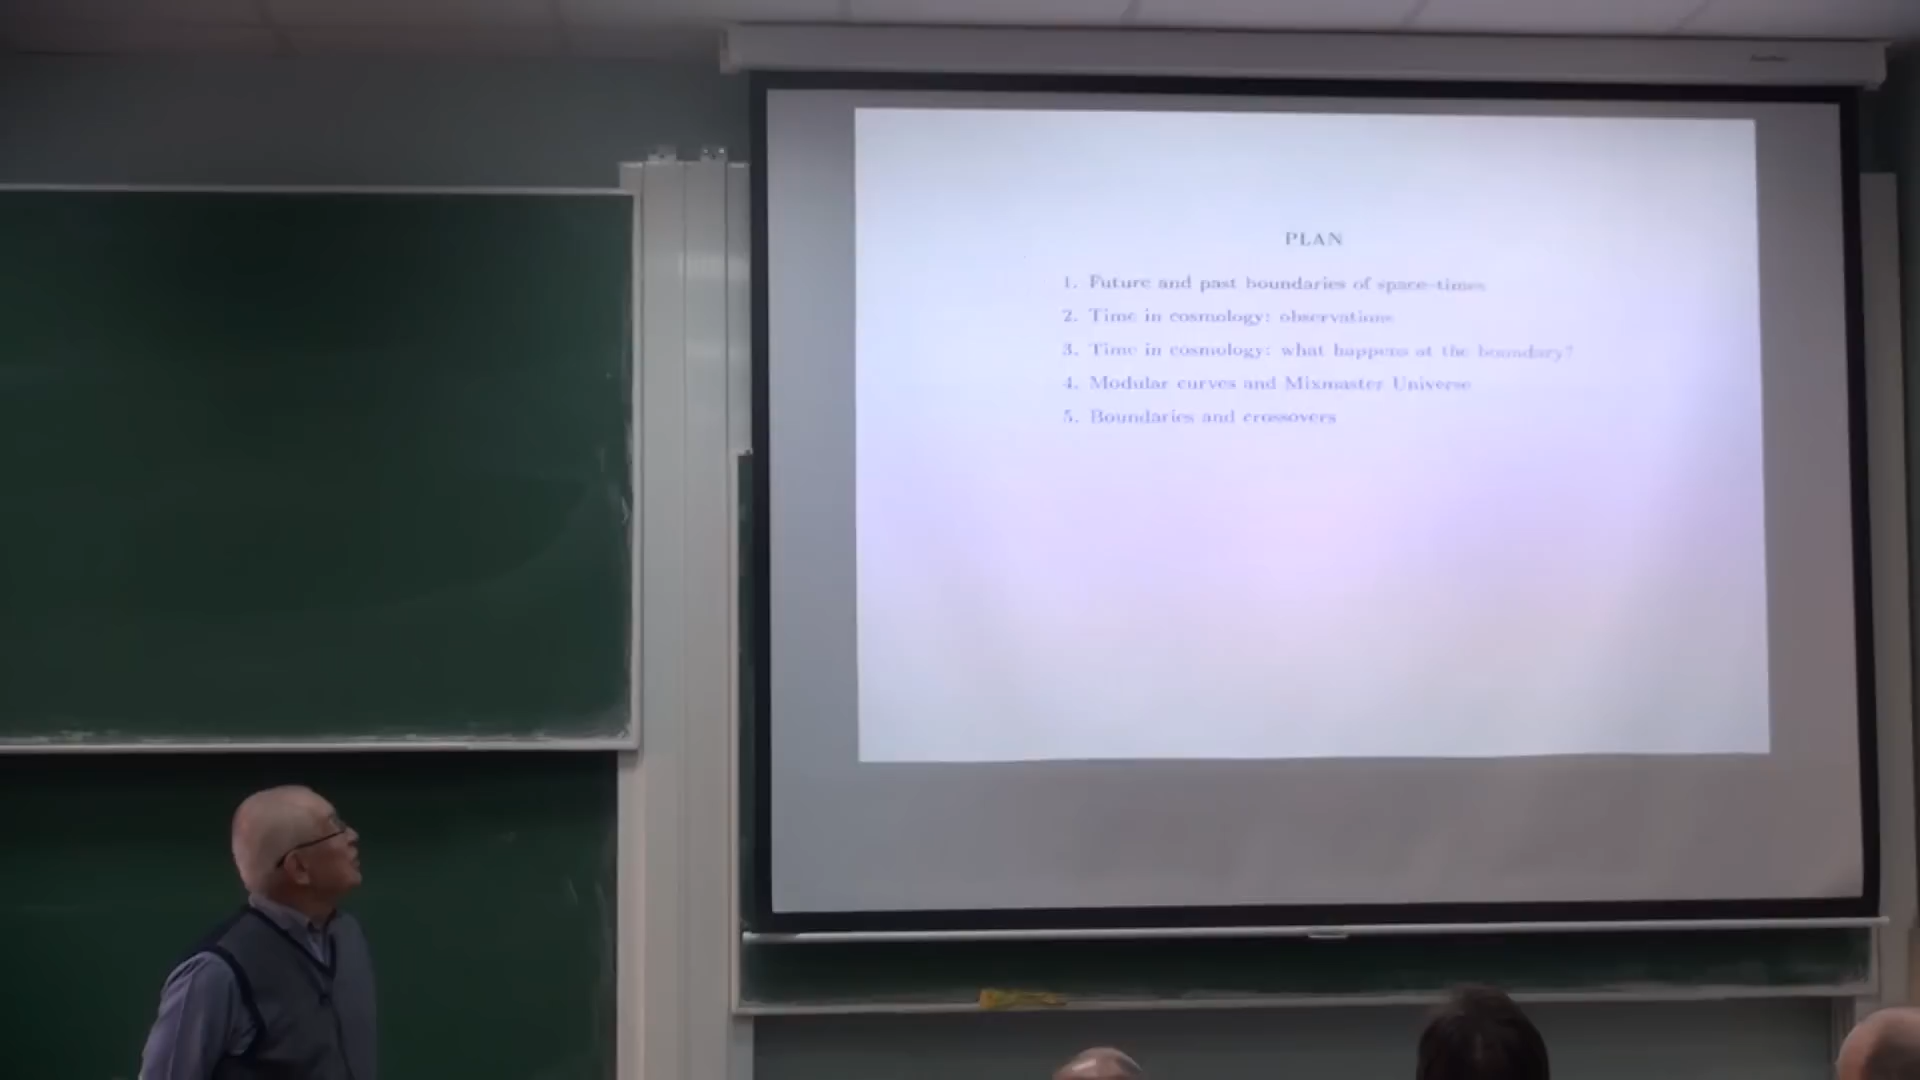 PLAN
1. Future and past boundaries of space-times
2. Time in cosmology: observations
3. Time in cosmology: what happens at the boundary?
4. Modular curves and Mixmaster Universe
5. Boundaries and crossovers